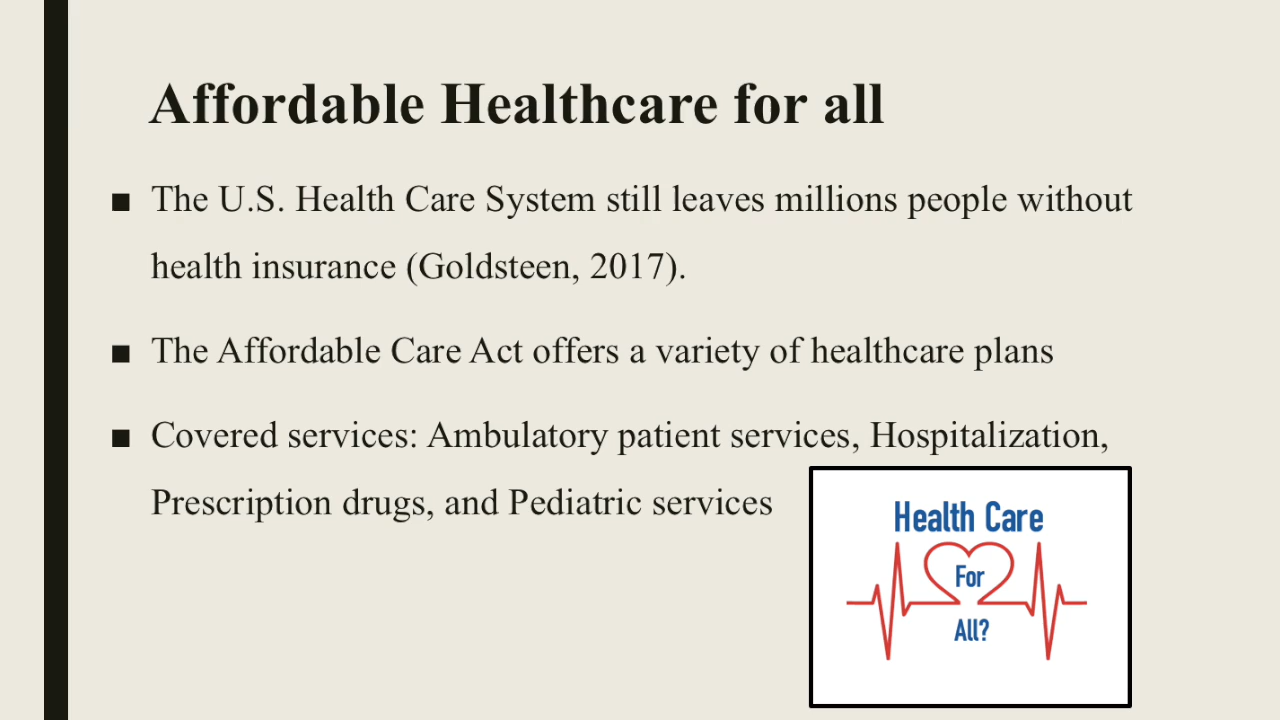 Affordable Healthcare for all
■ The U.S. Health Care System still leaves millions people without
health insurance (Goldsteen, 2017).
■ The Affordable Care Act offers a variety of healthcare plans
■ Covered services: Ambulatory patient services, Hospitalization,
Prescription drugs, and Pediatric services
Health Care
For
All?